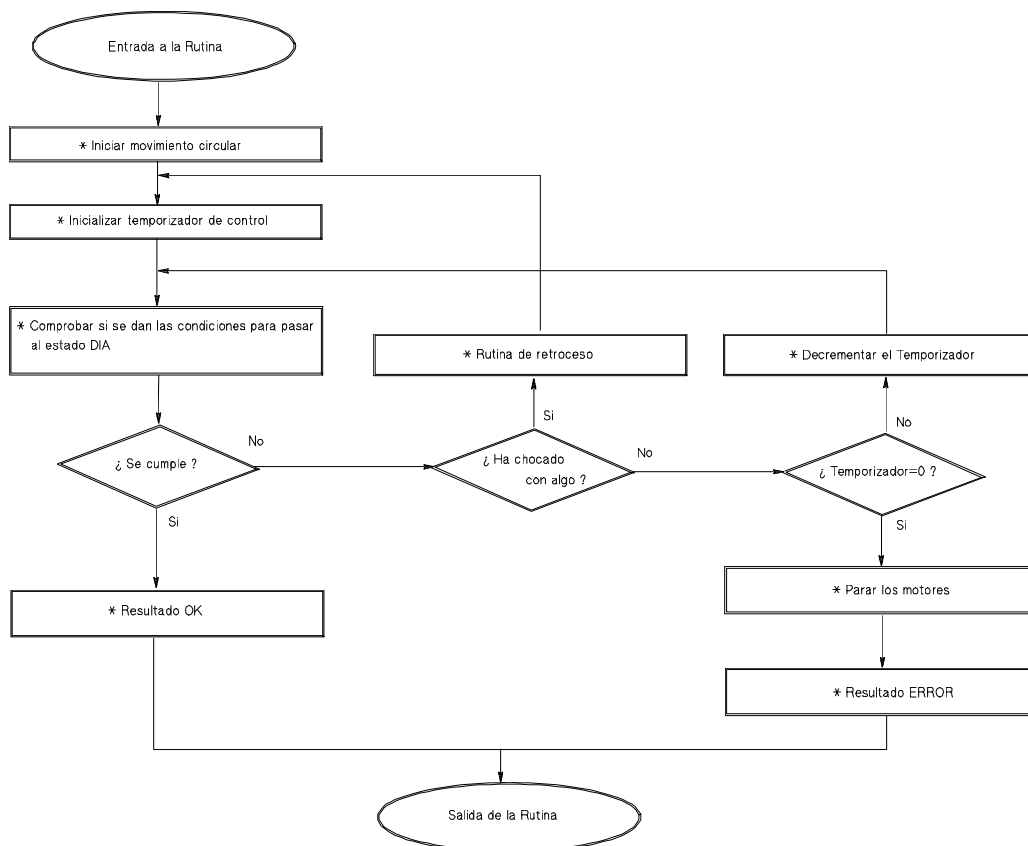 Entrada a la Rutina
* Iniciar movimiento circular
* Inicializar temporizador de control
* Comprobar si se dan las condiciones para pasar
al estado DIA
* Rutina de retroceso
* Decrementar el Temporizador
Si
No
No
¿ Se cumple ?
¿ Ha chocado
con algo ?
No
¿ Temporizador=0 ?
Si
Si
* Parar los motores
* Resultado OK
* Resultado ERROR
Salida de la Rutina